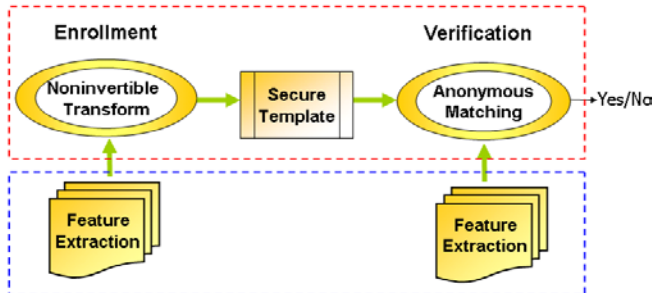 Enrollment
Verification
Noninvertible
Transform
Secure
Template
Anonymous
Matching
Yes/No
Feature
Extraction
Feature
Extraction